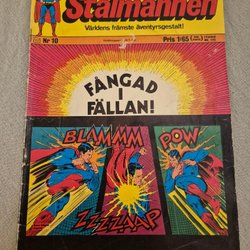 Stålmannen
Världens främste äventyrsgestalt!
Nr 10
Pris 1:65
FÅNGAD
I
FÄLLAN!
BLAMMM
POW
ZZZZAAP